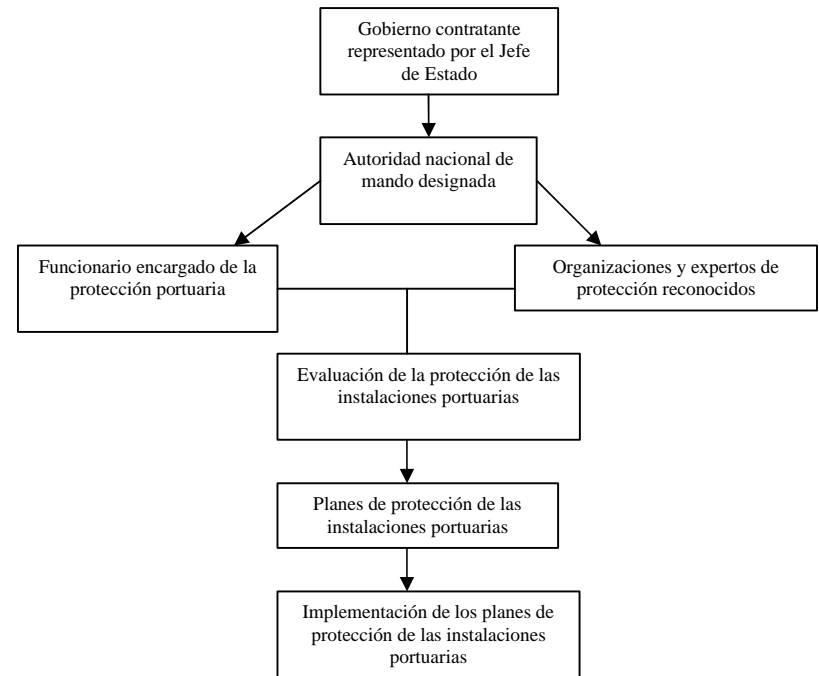 Gobierno contratante
representado por el Jefe
de Estado
Autoridad nacional de
mando designada
Funcionario encargado de la
protección portuaria
Organizaciones y expertos de
protección reconocidos
Evaluación de la protección de las
instalaciones portuarias
Planes de protección de las
instalaciones portuarias
Implementación de los planes de
protección de las instalaciones
portuarias